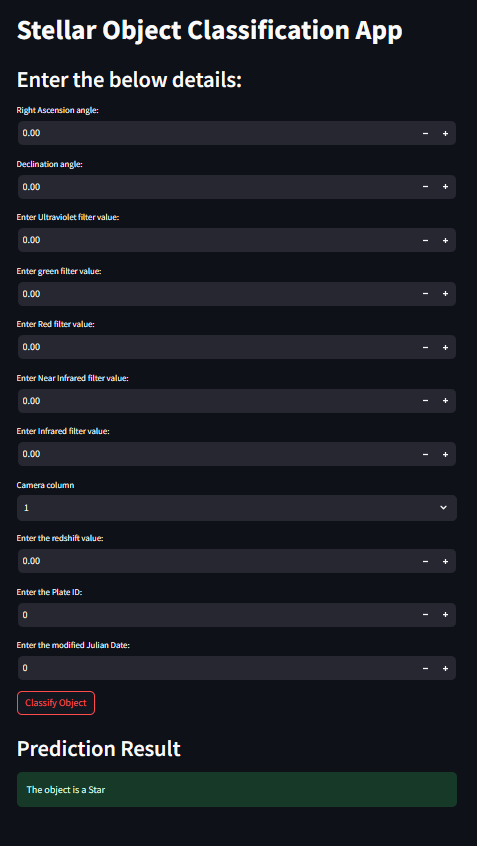 Stellar Object Classification App
Enter the below details:
Right Ascension angle:
0.00
Declination angle:
0.00
Enter Ultraviolet filter value:
0.00
Enter green filter value:
0.00
Enter Red filter value:
0.00
Enter Near Infrared filter value:
0.00
Enter Infrared filter value:
0.00
Camera column
1
Enter the redshift value:
0.00
Enter the Plate ID:
0
Enter the modified Julian Date:
0
Classify Object
Prediction Result
The object is a Star